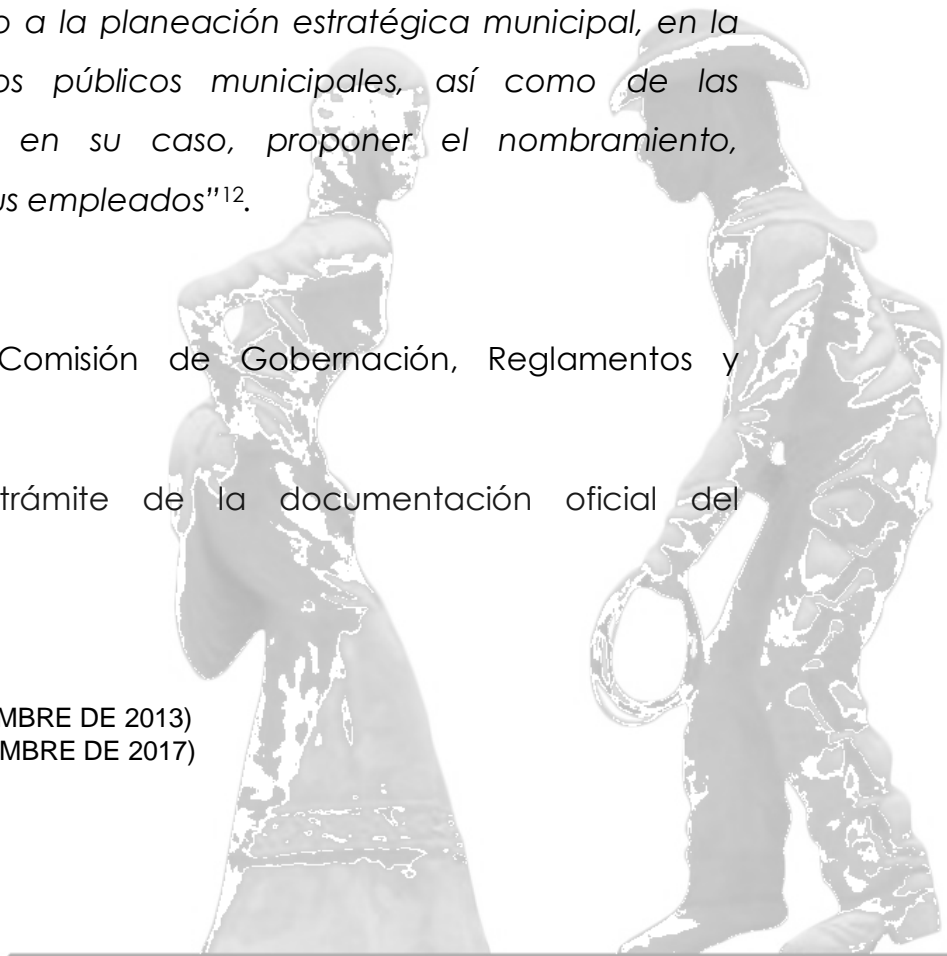 o a la planeación estratégica municipal, en la
os públicos municipales, así como de las
en su caso, proponer el nombramiento,
us empleados”12.
Comisión de Gobernación, Reglamentos y
trámite de la documentación oficial del
MBRE DE 2013)
MBRE DE 2017)